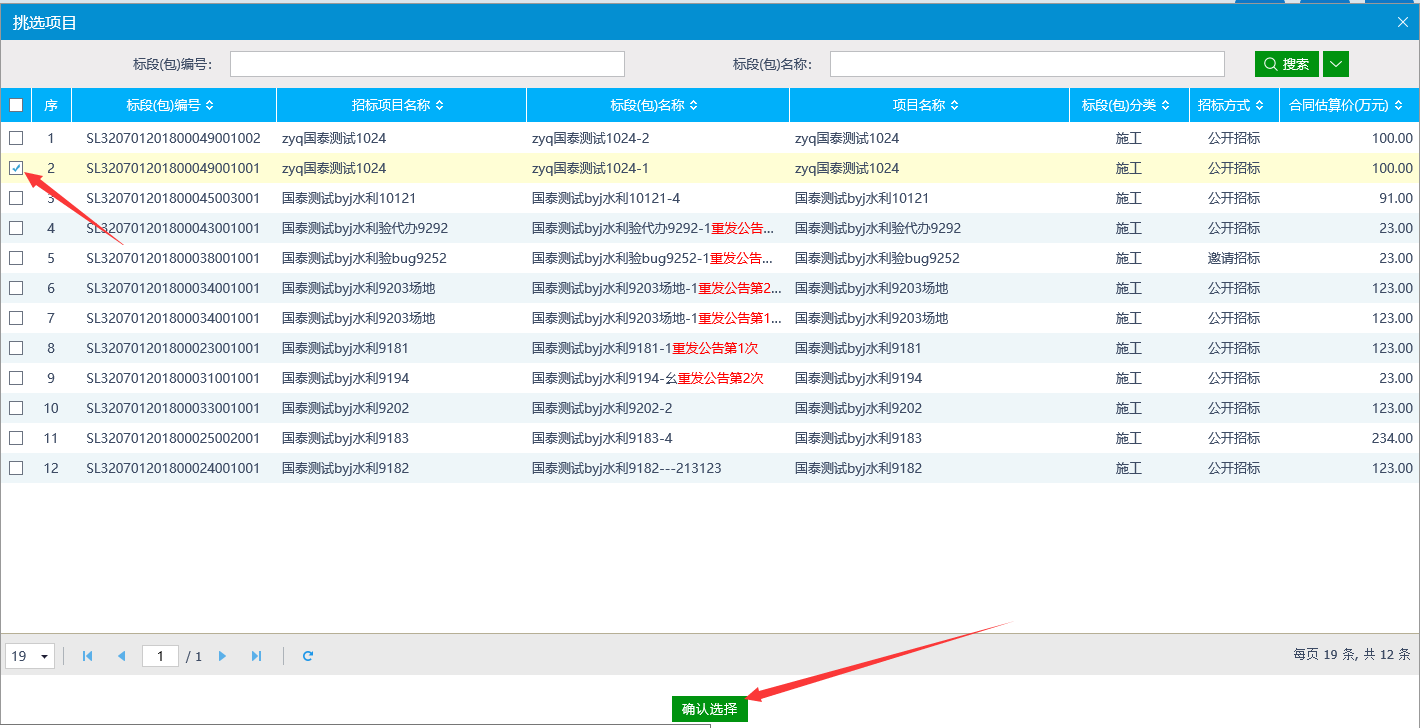 挑选项目
标段(包)编号: 标段(包)名称: 搜索
序 标段(包)编号 招标项目名称 标段(包)名称 项目名称 标段(包)分类 招标方式 合同估算价(万元)
1 SL320701201800049001002 zyq国泰测试1024 zyq国泰测试1024-2 zyq国泰测试1024 施工 公开招标 100.00
2 SL320701201800049001001 zyq国泰测试1024 zyq国泰测试1024-1 zyq国泰测试1024 施工 公开招标 100.00
3 SL320701201800045003001 国泰测试byj水利10121 国泰测试byj水利10121-4 国泰测试byj水利10121 施工 公开招标 91.00
4 SL320701201800043001001 国泰测试byj水利验代办9292 国泰测试byj水利验代办9292-1重发公告... 国泰测试byj水利验代办9292 施工 公开招标 23.00
5 SL320701201800038001001 国泰测试byj水利验bug9252 国泰测试byj水利验bug9252-1重发公告... 国泰测试byj水利验bug9252 施工 邀请招标 23.00
6 SL320701201800034001001 国泰测试byj水利9203场地 国泰测试byj水利9203场地-1重发公告第2... 国泰测试byj水利9203场地 施工 公开招标 123.00
7 SL320701201800034001001 国泰测试byj水利9203场地 国泰测试byj水利9203场地-1重发公告第1... 国泰测试byj水利9203场地 施工 公开招标 123.00
8 SL320701201800023001001 国泰测试byj水利9181 国泰测试byj水利9181-1重发公告第1次 国泰测试byj水利9181 施工 公开招标 123.00
9 SL320701201800031001001 国泰测试byj水利9194 国泰测试byj水利9194-幺重发公告第2次 国泰测试byj水利9194 施工 公开招标 23.00
10 SL320701201800033001001 国泰测试byj水利9202 国泰测试byj水利9202-2 国泰测试byj水利9202 施工 公开招标 123.00
11 SL320701201800025002001 国泰测试byj水利9183 国泰测试byj水利9183-4 国泰测试byj水利9183 施工 公开招标 234.00
12 SL320701201800024001001 国泰测试byj水利9182 国泰测试byj水利9182---213123 国泰测试byj水利9182 施工 公开招标 123.00
19 1 / 1 每页 19 条, 共 12 条
确认选择